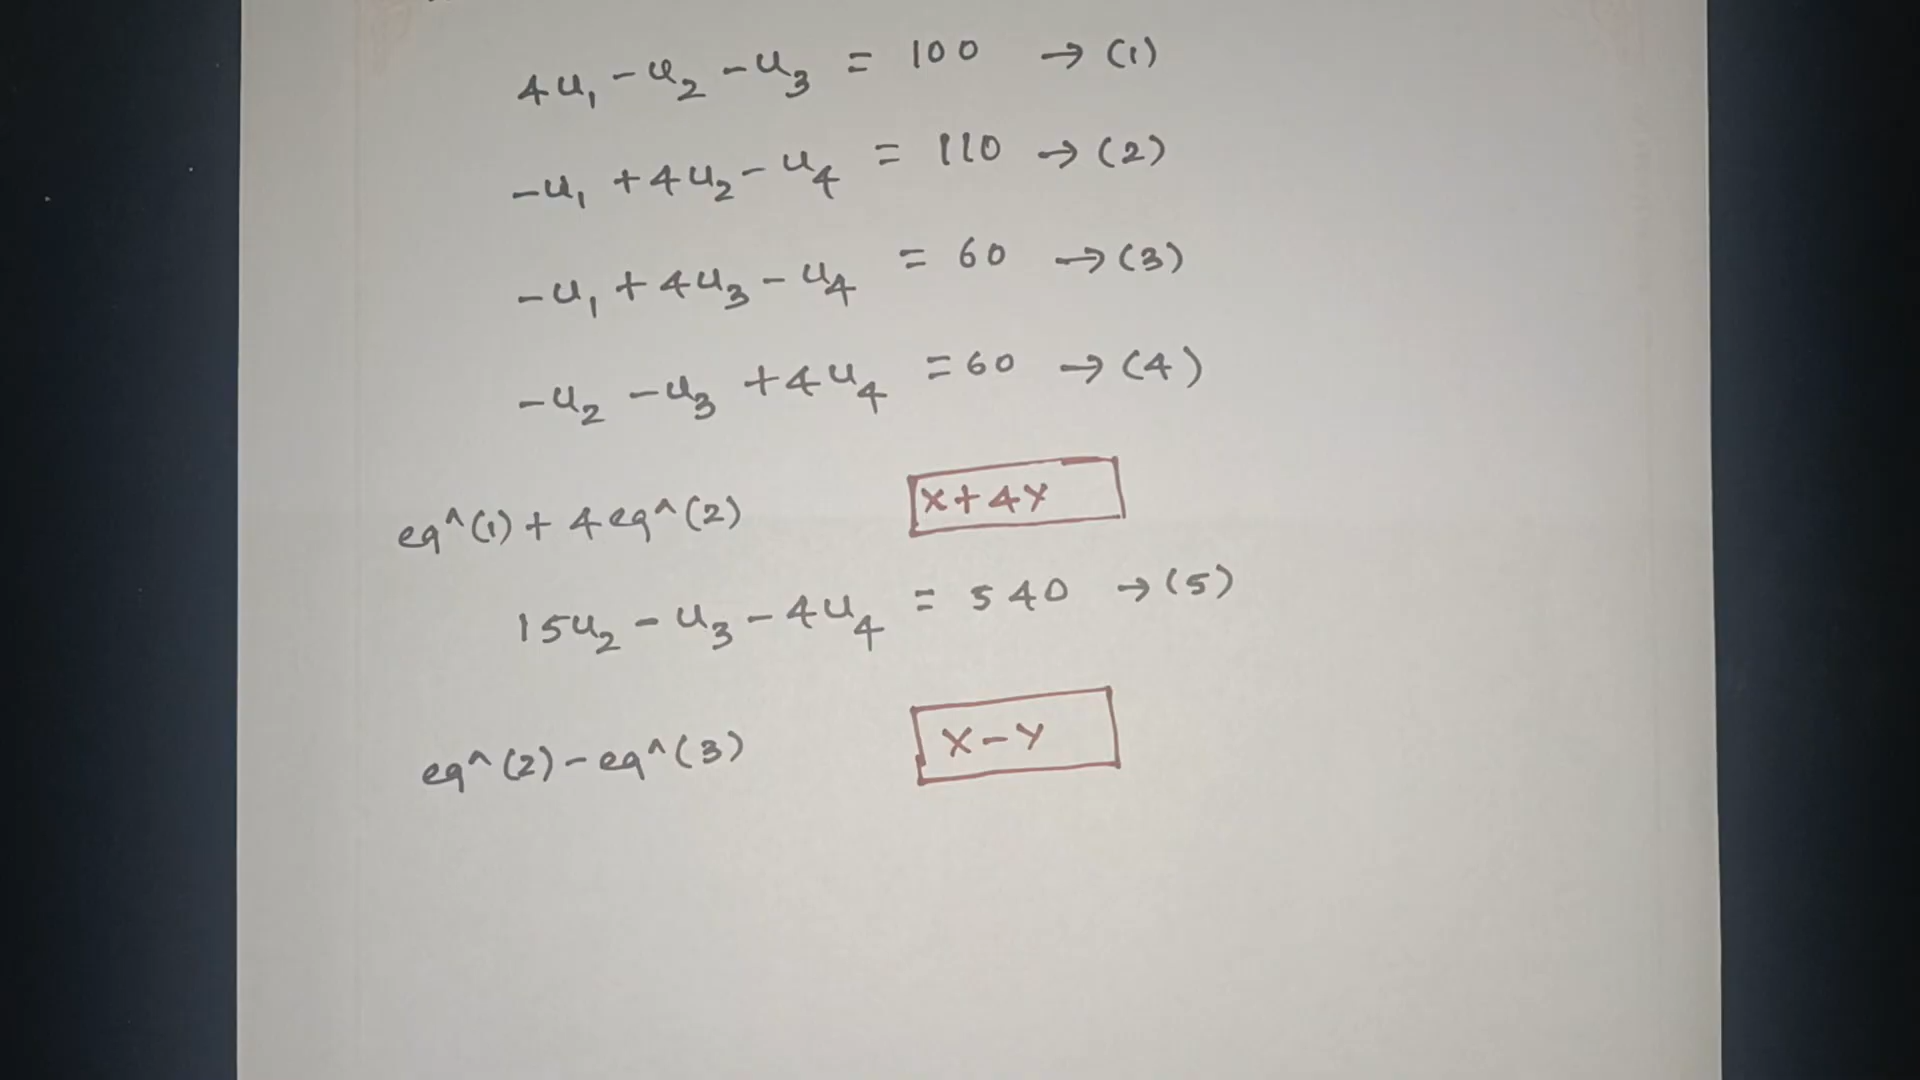 4u₁ - u₂ - u₃ = 100 → (1)
-u₁ + 4u₂ - u₄ = 110 → (2)
-u₁ + 4u₃ - u₄ = 60 → (3)
-u₂ - u₃ + 4u₄ = 60 → (4)
eq^(1) + 4eq^(2) X+4Y
15u₂ - u₃ - 4u₄ = 540 → (5)
eq^(2) - eq^(3) X-Y